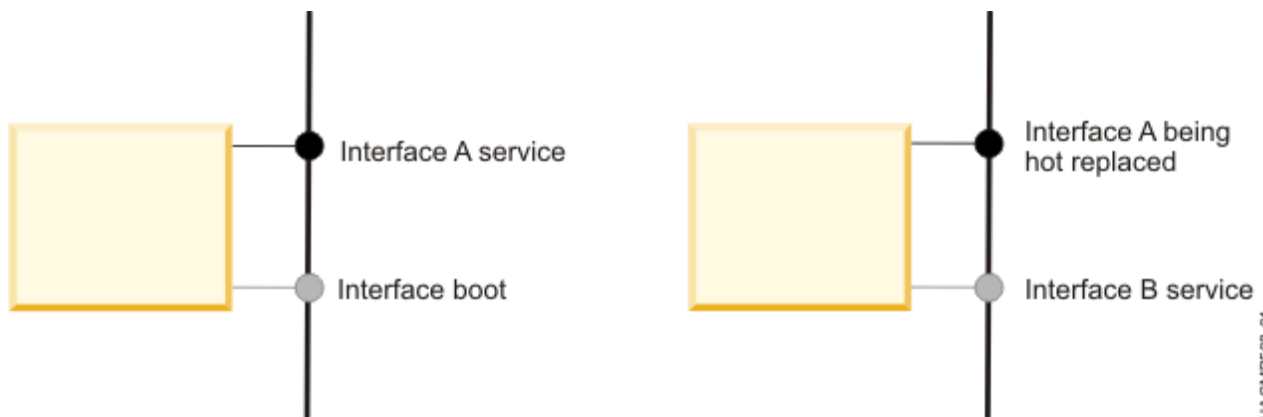 Interface A service
Interface boot
Interface A being
hot replaced
Interface B service